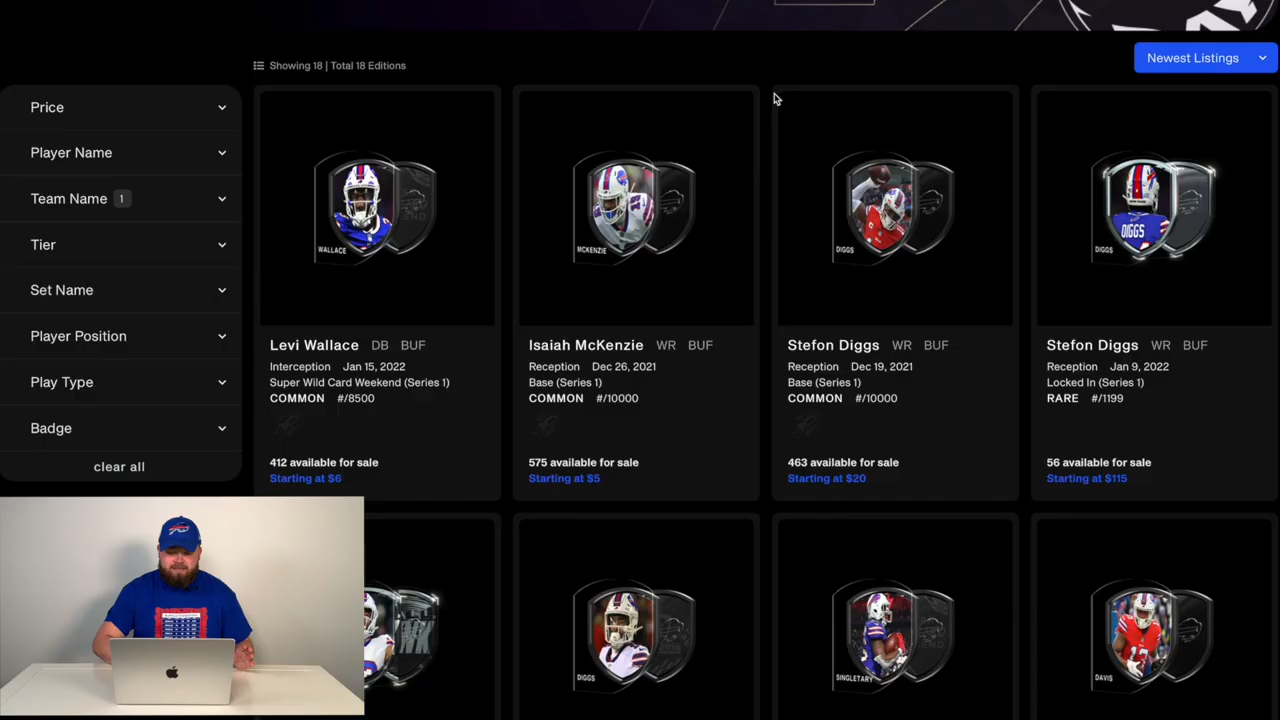 Newest Listings
Showing 18 | Total 18 Editions
Price
Player Name
Team Name 1
Tier
Set Name
Player Position
Play Type
Badge
clear all
WALLACE
Levi Wallace DB BUF
Interception Jan 15, 2022
Super Wild Card Weekend (Series 1)
COMMON #/8500
412 available for sale
Starting at $6
MCKENZIE
Isaiah McKenzie WR BUF
Reception Dec 26, 2021
Base (Series 1)
COMMON #/10000
575 available for sale
Starting at $5
DIGGS
Stefon Diggs WR BUF
Reception Dec 19, 2021
Base (Series 1)
COMMON #/10000
463 available for sale
Starting at $20
DIGGS
DIGGS
Stefon Diggs WR BUF
Reception Jan 9, 2022
Locked In (Series 1)
RARE #/1199
56 available for sale
Starting at $115
DIGGS
SINGLETARY
DAVIS